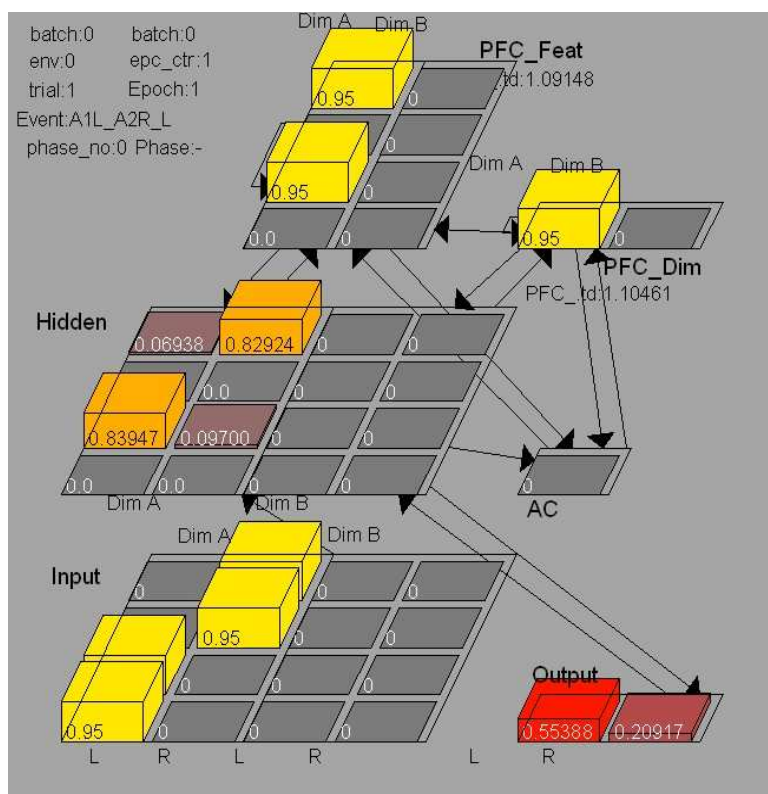 batch:0 batch:0
env:0 epc_ctr:1
trial:1 Epoch:1
Event:A1L_A2R_L
phase_no:0 Phase:-
Dim A Dim B
PFC_Feat
.td:1.09148
0.95 0
0
0.95 0
0.0 0
Dim A Dim B
0.95 0
PFC_Dim
PFC_.td:1.10461
Hidden
0.06938 0.82924 0 0
0.0 0 0
0.83947 0.09700 0 0
0.0 0.0 0 0
Dim A Dim B
0
AC
Dim A Dim B
Input
0 0 0
0.95 0 0
0 0 0
0.95 0 0 0
L R L R
Output
0.55388 0.20917
L R